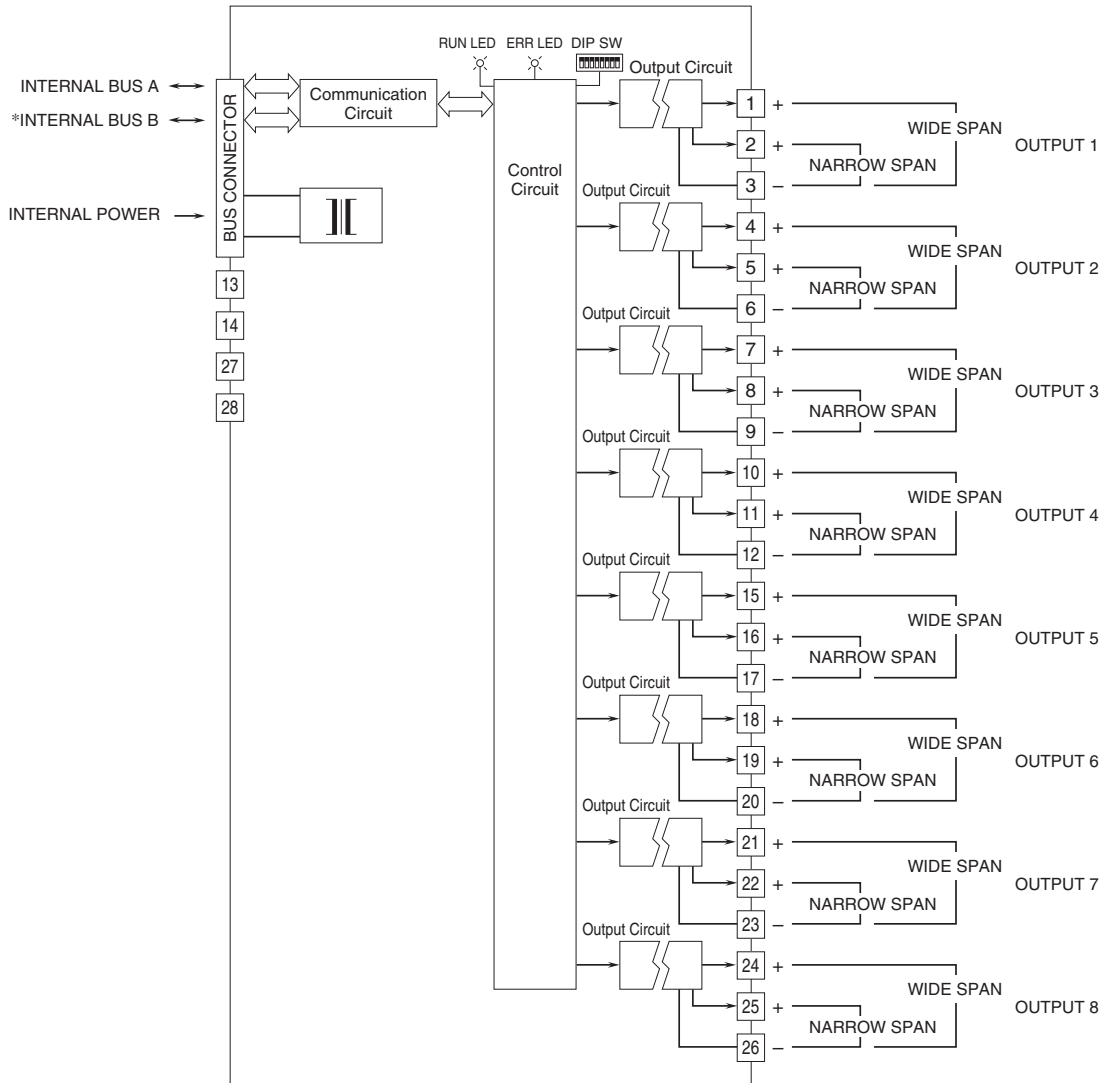 RUN LED ERR LED DIP SW
Output Circuit
INTERNAL BUS A
*INTERNAL BUS B
INTERNAL POWER
BUS CONNECTOR
Communication
Circuit
Control
Circuit
13
14
27
28
1 +
WIDE SPAN
2 +
NARROW SPAN
3 –
OUTPUT 1
Output Circuit
4 +
WIDE SPAN
5 +
NARROW SPAN
6 –
OUTPUT 2
Output Circuit
7 +
WIDE SPAN
8 +
NARROW SPAN
9 –
OUTPUT 3
Output Circuit
10 +
WIDE SPAN
11 +
NARROW SPAN
12 –
OUTPUT 4
Output Circuit
15 +
WIDE SPAN
16 +
NARROW SPAN
17 –
OUTPUT 5
Output Circuit
18 +
WIDE SPAN
19 +
NARROW SPAN
20 –
OUTPUT 6
Output Circuit
21 +
WIDE SPAN
22 +
NARROW SPAN
23 –
OUTPUT 7
Output Circuit
24 +
WIDE SPAN
25 +
NARROW SPAN
26 –
OUTPUT 8